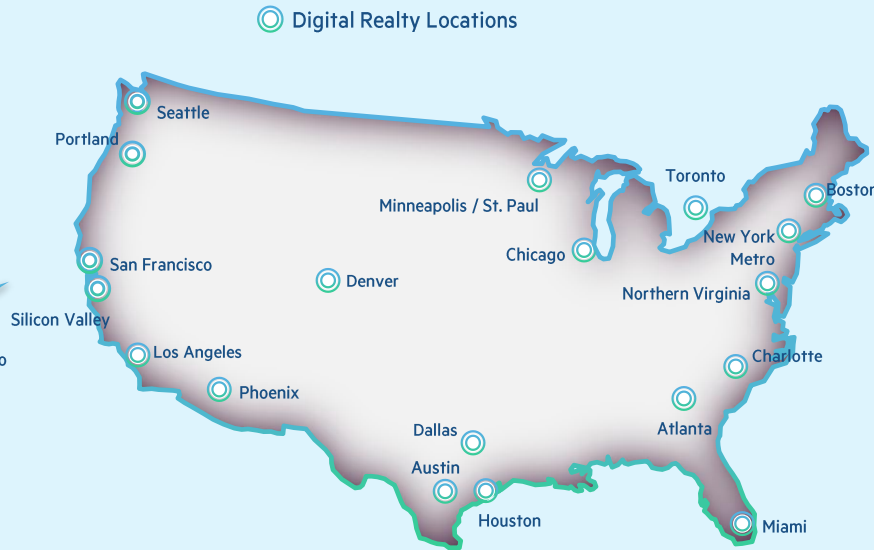 Digital Realty Locations
Seattle
Portland
Toronto
Boston
Minneapolis / St. Paul
New York
Metro
Chicago
San Francisco
Denver
Northern Virginia
Silicon Valley
Los Angeles
Charlotte
o
Phoenix
Dallas
Atlanta
Austin
Houston
Miami